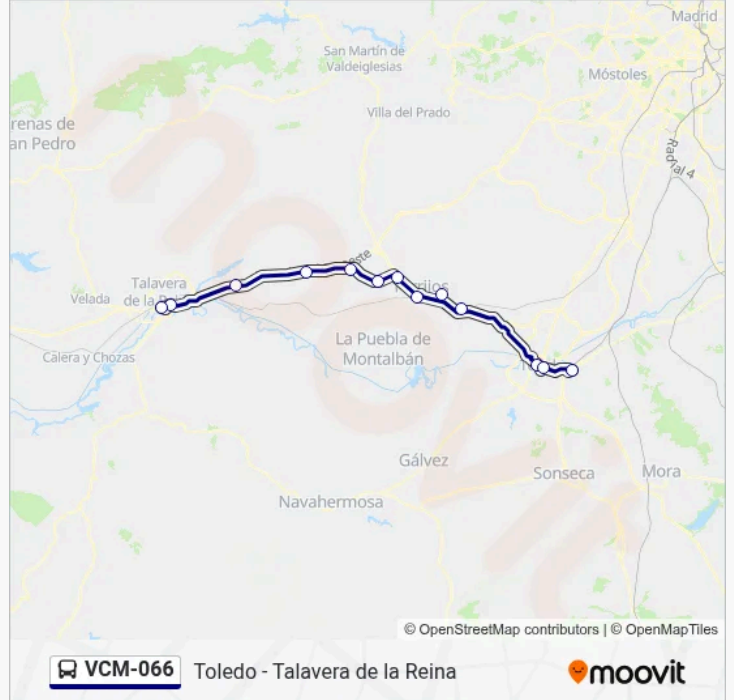 Madrid
San Martín de
Valdeiglesias
Móstoles
Villa del Prado
renas de
an Pedro
Radial 4
Talavera
de la
Velada
Calera y Chozas
La Puebla de
Montalbán
Gálvez
Sonseca
Mora
Navahermosa
© OpenStreetMap contributors | © OpenMapTiles
VCM-066
Toledo - Talavera de la Reina
moovit